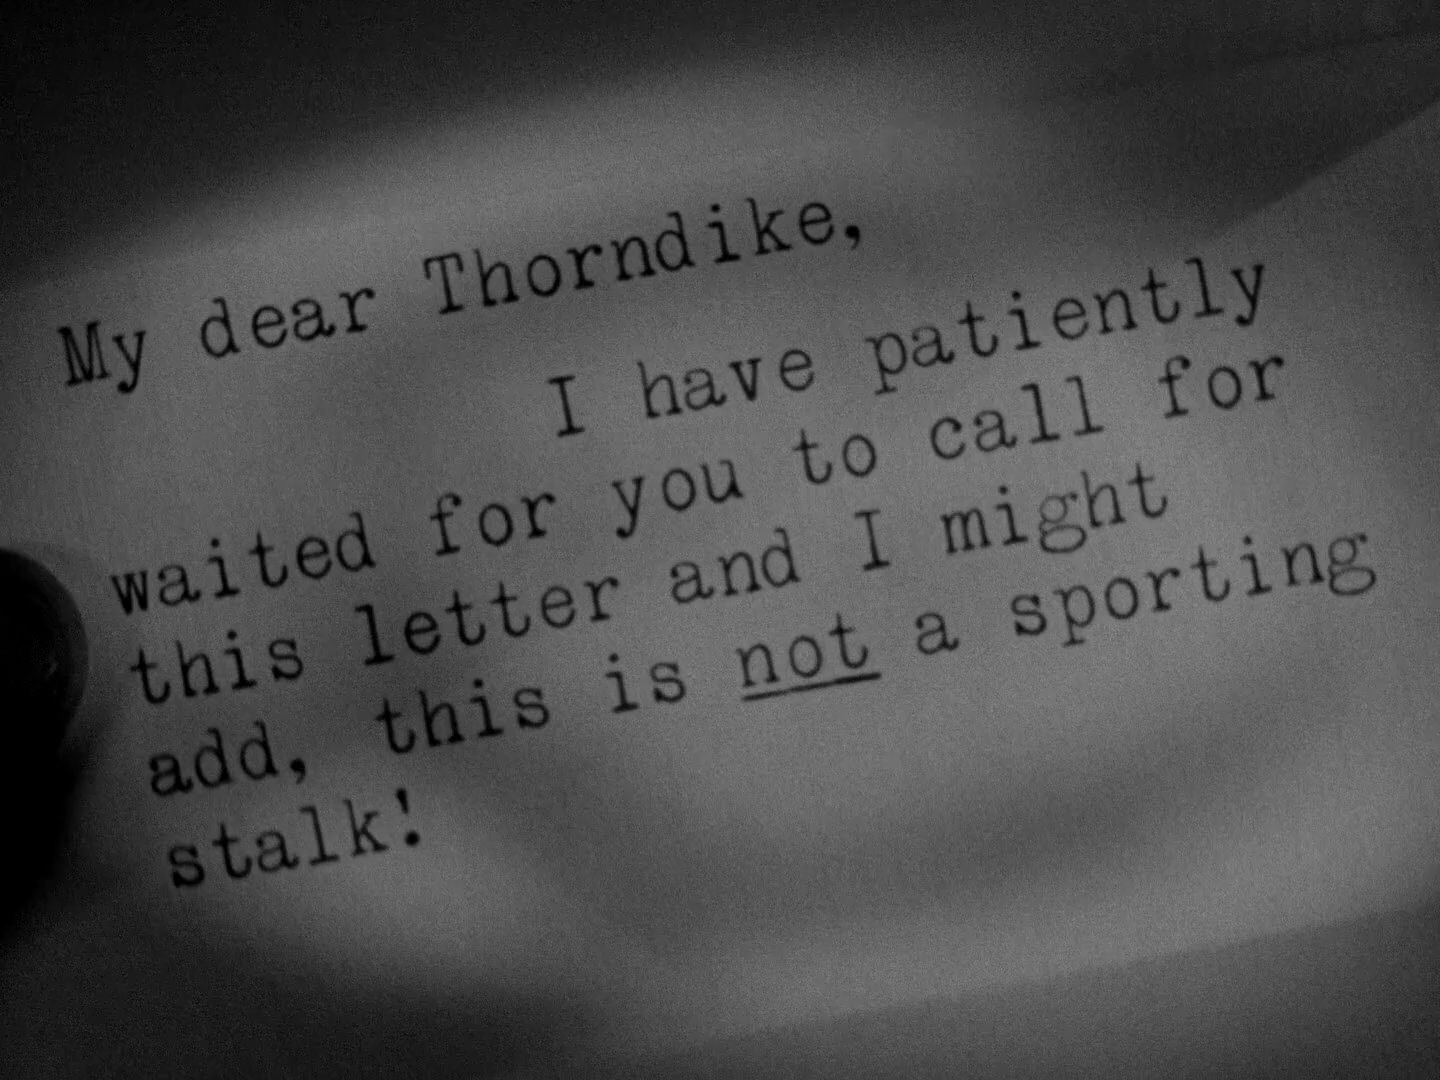 My dear Thorndike,
I have patiently
waited for you to call for
this letter and I might
add, this is not a sporting
stalk!